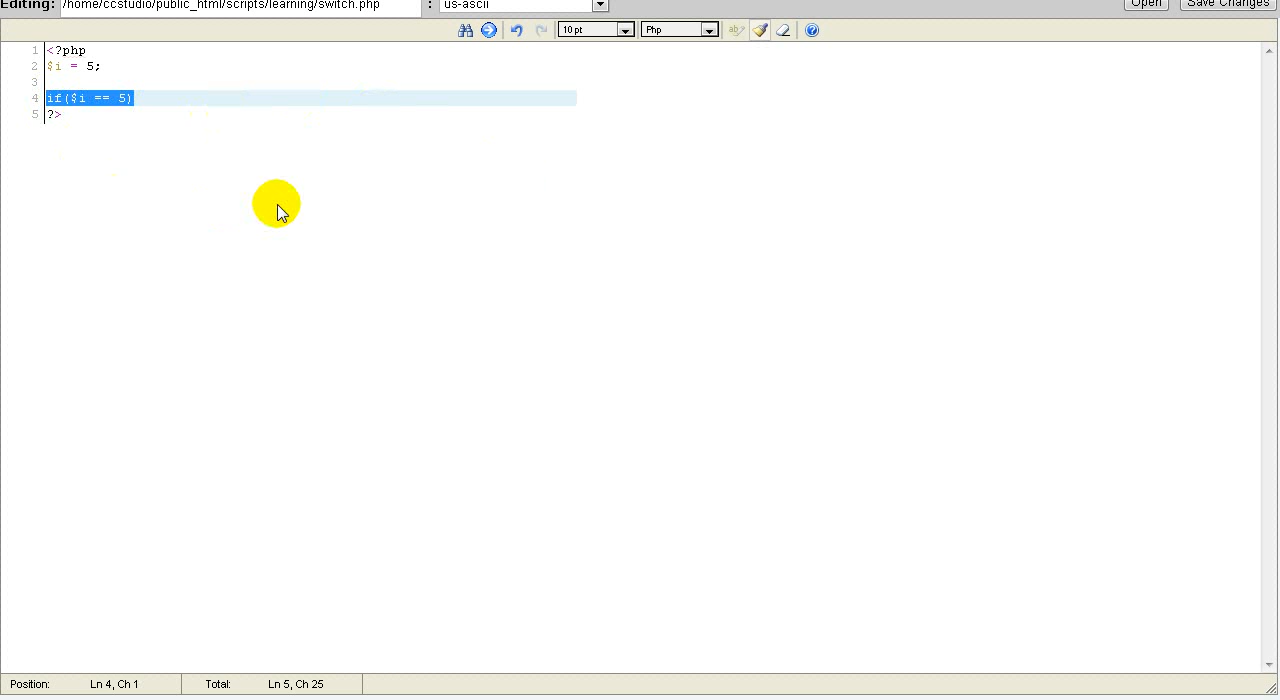 Editing: /home/ccstudio/public_html/scripts/learning/switch.php : us-ascii Open Save Changes
10 pt Php
1 <?php
2 $i = 5;
3
4 if($i == 5)
5 ?>
Position: Ln 4, Ch 1 Total: Ln 5, Ch 25